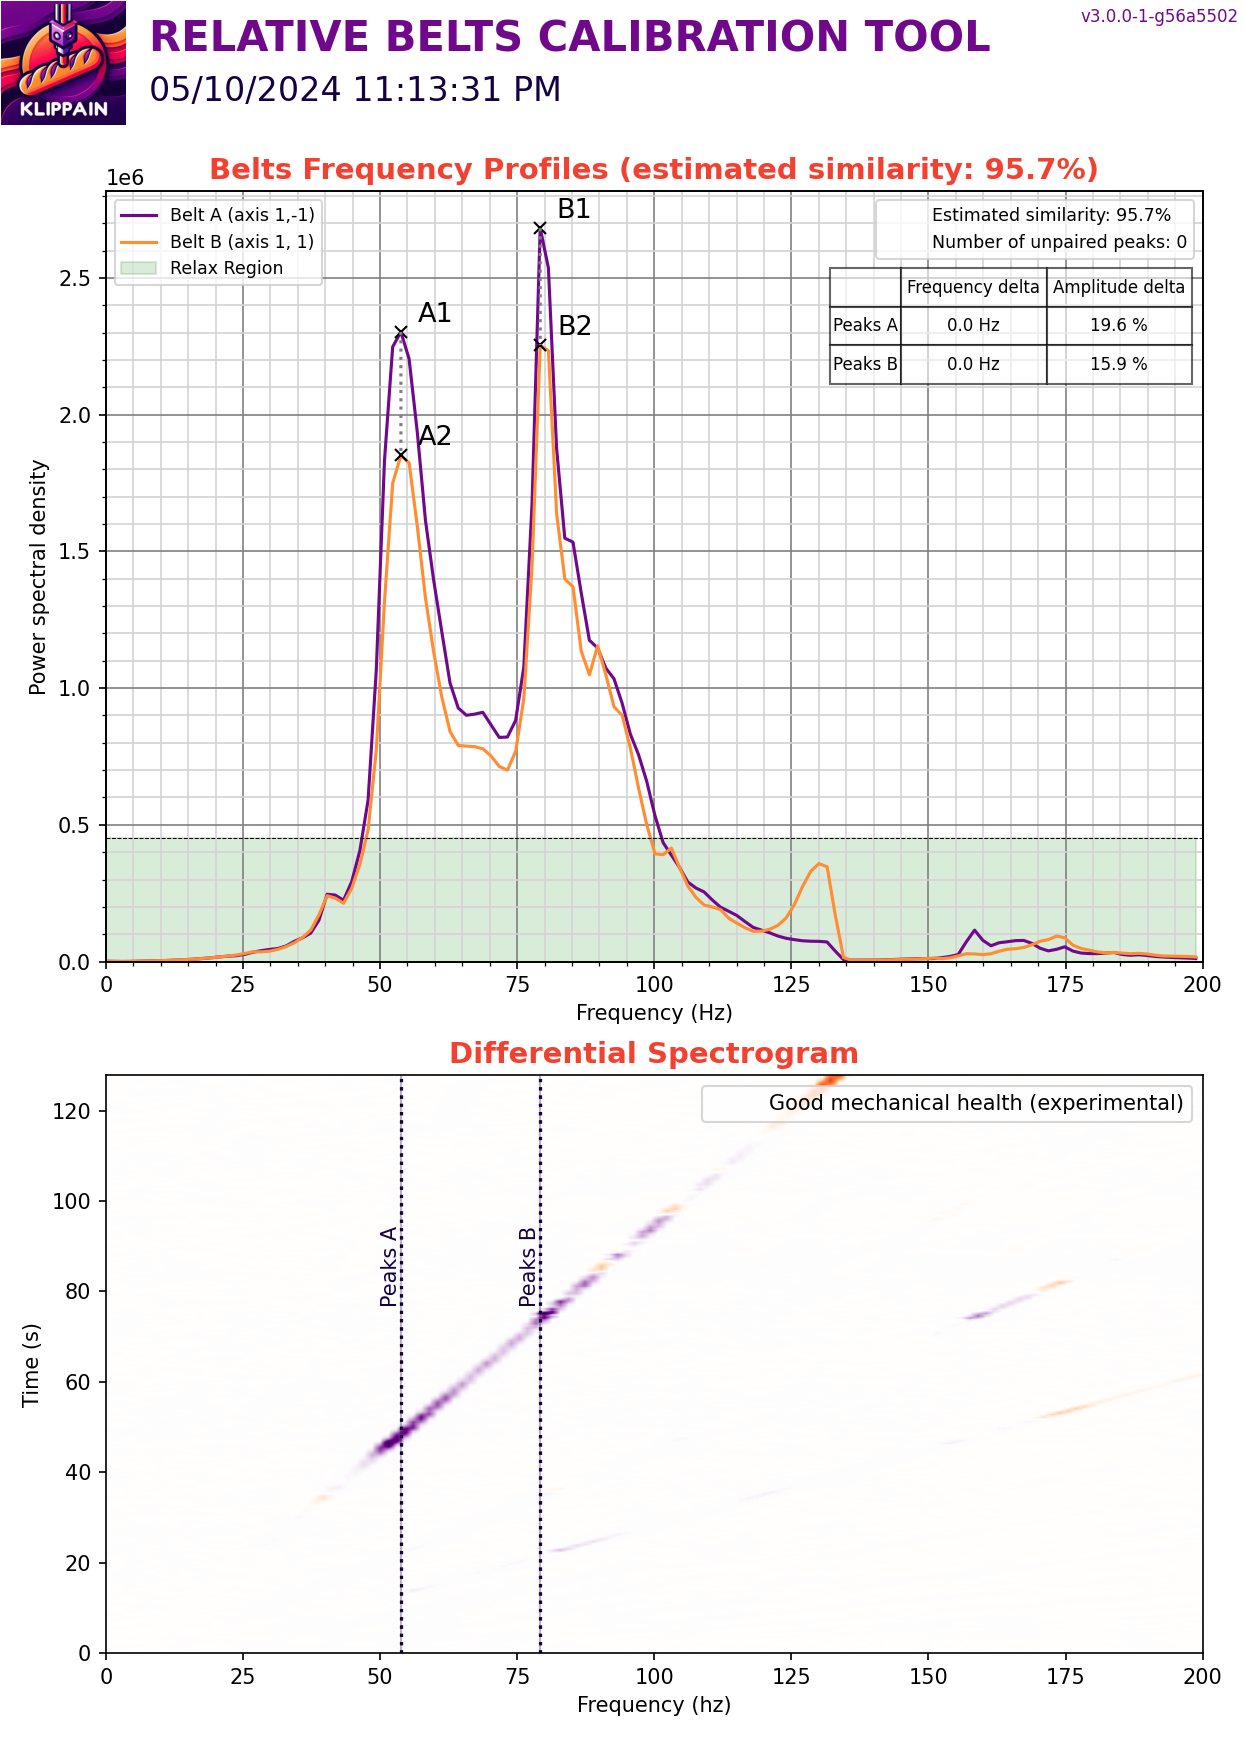 KLIPPAIN
RELATIVE BELTS CALIBRATION TOOL
v3.0.0-1-g56a5502
05/10/2024 11:13:31 PM
Belts Frequency Profiles (estimated similarity: 95.7%)
1e6
Belt A (axis 1,-1)
Belt B (axis 1, 1)
Relax Region
Estimated similarity: 95.7%
Number of unpaired peaks: 0
Frequency delta Amplitude delta
Peaks A 0.0 Hz 19.6 %
Peaks B 0.0 Hz 15.9 %
B1
A1
B2
A2
2.5
2.0
1.5
1.0
0.5
0.0
Power spectral density
0 25 50 75 100 125 150 175 200
Frequency (Hz)
Differential Spectrogram
Good mechanical health (experimental)
Peaks A
Peaks B
120
100
80
60
40
20
0
Time (s)
0 25 50 75 100 125 150 175 200
Frequency (hz)